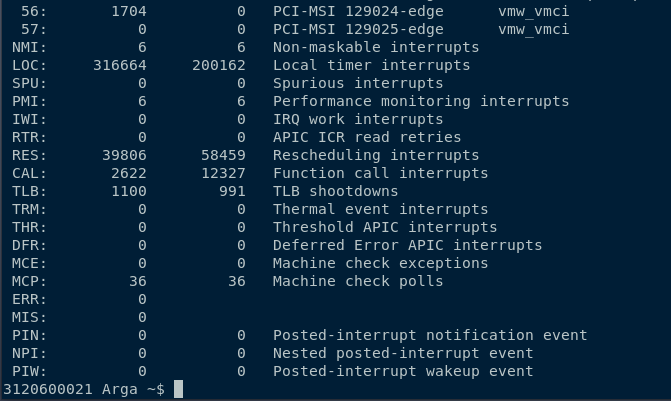 56: 1704 0 PCI-MSI 129024-edge vmw_vmci
57: 0 0 PCI-MSI 129025-edge vmw_vmci
NMI: 6 6 Non-maskable interrupts
LOC: 316664 200162 Local timer interrupts
SPU: 0 0 Spurious interrupts
PMI: 6 6 Performance monitoring interrupts
IWI: 0 0 IRQ work interrupts
RTR: 0 0 APIC ICR read retries
RES: 39806 58459 Rescheduling interrupts
CAL: 2622 12327 Function call interrupts
TLB: 1100 991 TLB shootdowns
TRM: 0 0 Thermal event interrupts
THR: 0 0 Threshold APIC interrupts
DFR: 0 0 Deferred Error APIC interrupts
MCE: 0 0 Machine check exceptions
MCP: 36 36 Machine check polls
ERR: 0
MIS: 0
PIN: 0 0 Posted-interrupt notification event
NPI: 0 0 Nested posted-interrupt event
PIW: 0 0 Posted-interrupt wakeup event
3120600021 Arga ~$